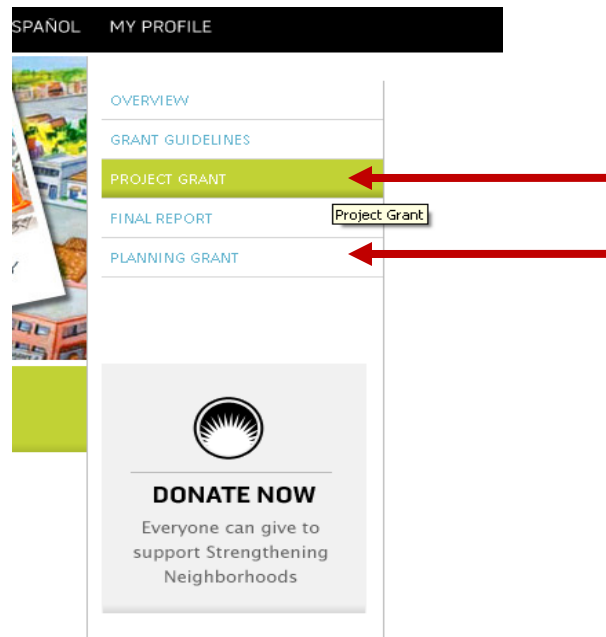 SPAÑOL MY PROFILE
OVERVIEW
GRANT GUIDELINES
PROJECT GRANT
FINAL REPORT
Project Grant
PLANNING GRANT
Y
DONATE NOW
Everyone can give to
support Strengthening
Neighborhoods